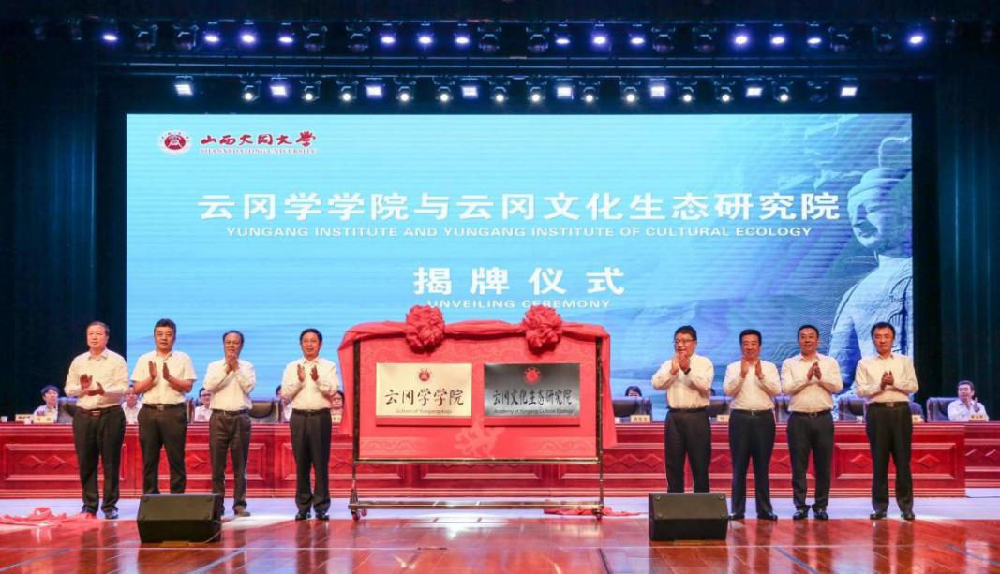 山西大同大学
SHANXI DATONG UNIVERSITY
云冈学学院与云冈文化生态研究院
YUNGANG INSTITUTE AND YUNGANG INSTITUTE OF CULTURAL ECOLOGY
揭牌仪式
UNVEILING CEREMONY
云冈学学院
School of Yungangology
云冈文化生态研究院
Academy of Yungang Cultural Ecology